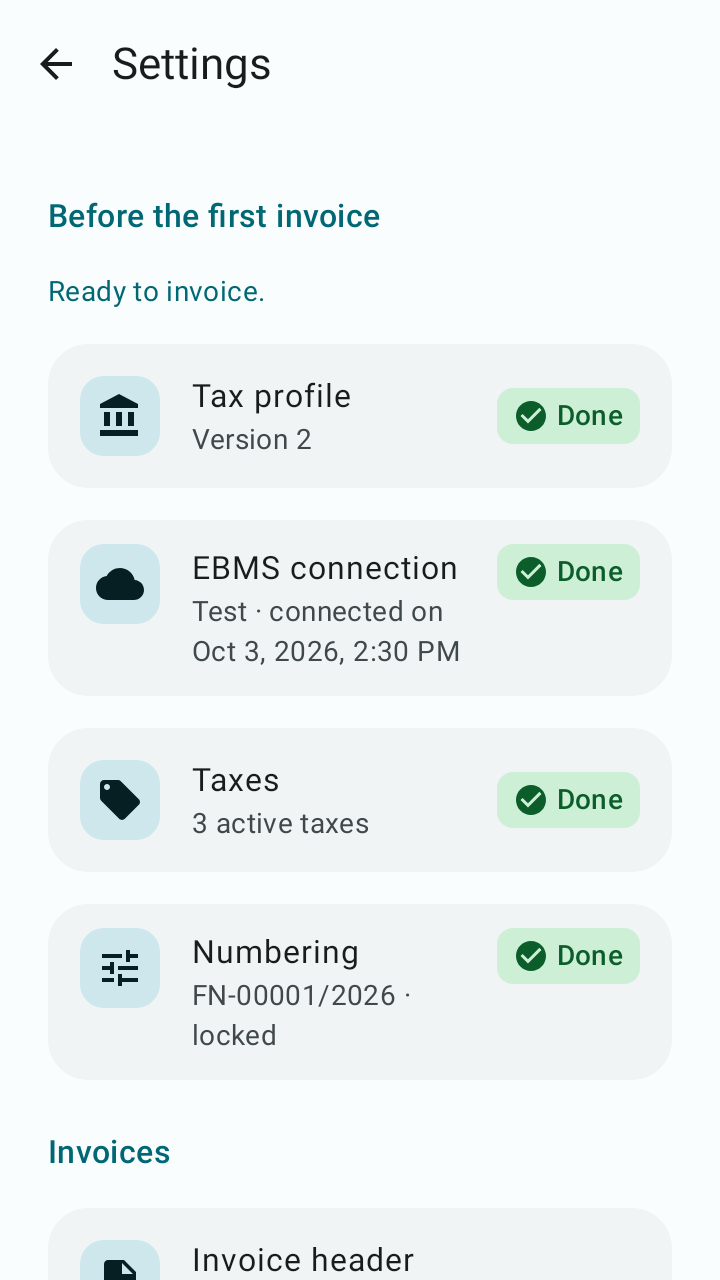 Settings
Before the first invoice
Ready to invoice.
Tax profile
Version 2
Done
EBMS connection
Test · connected on
Oct 3, 2026, 2:30 PM
Done
Taxes
3 active taxes
Done
Numbering
FN-00001/2026 ·
locked
Done
Invoices
Invoice header